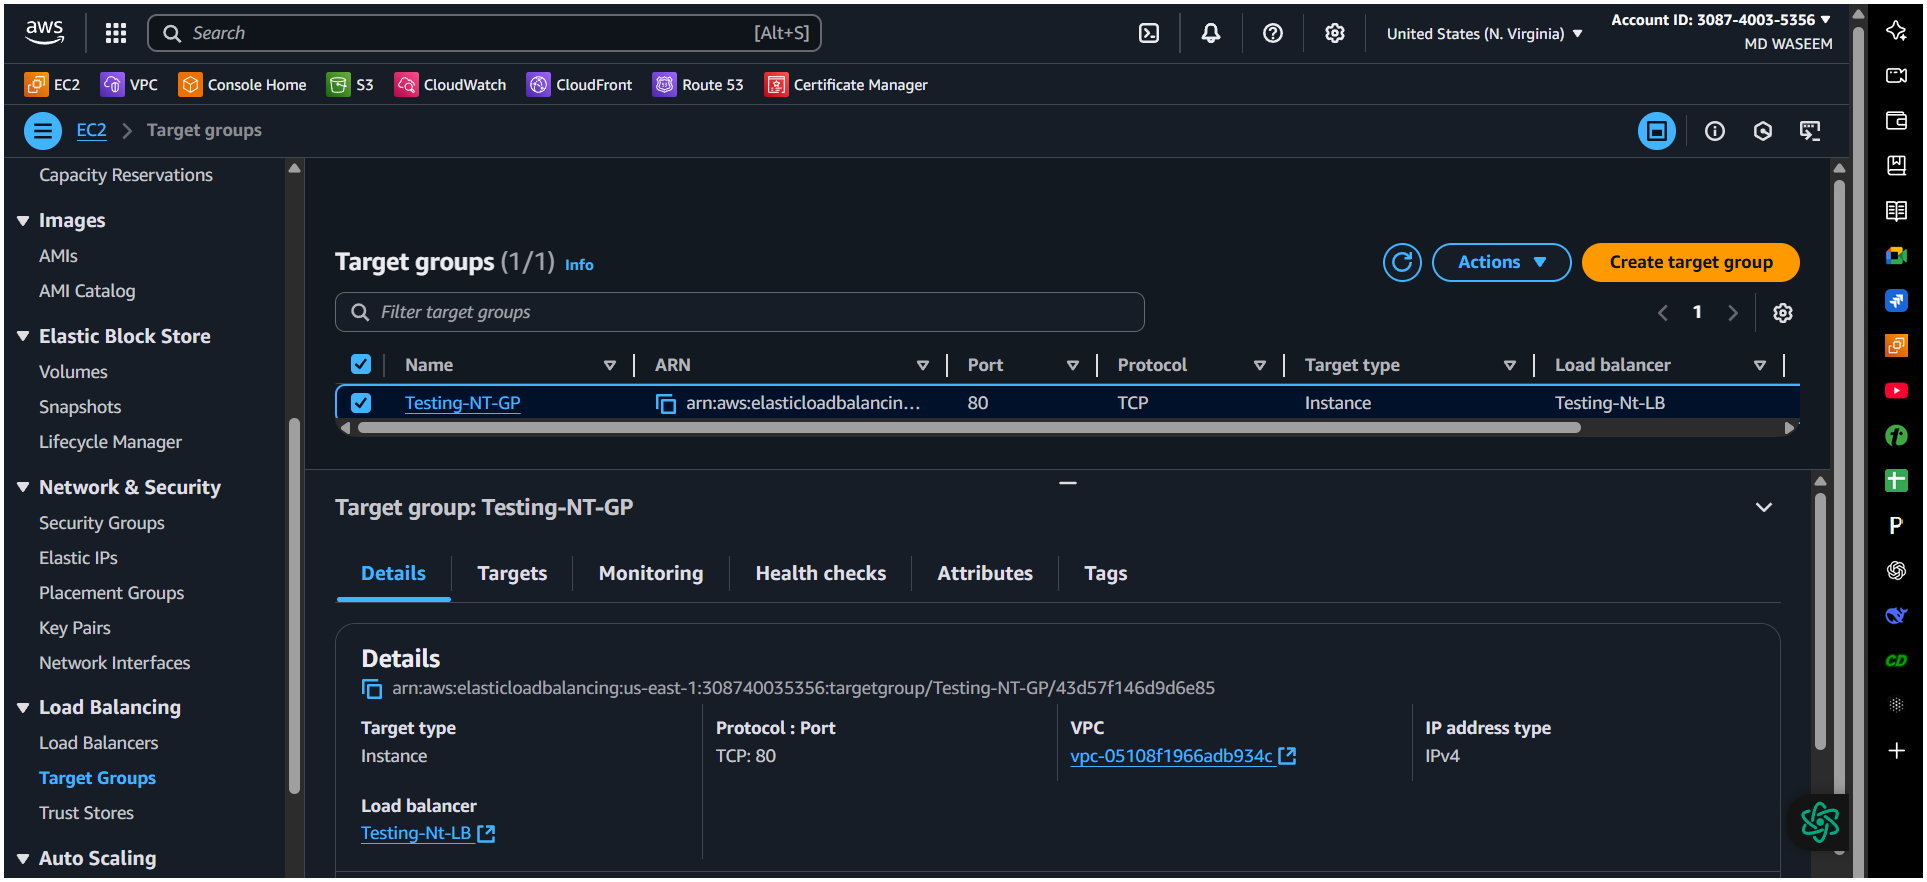 aws
Search
[Alt+S]
United States (N. Virginia)
Account ID: 3087-4003-5356
MD WASEEM
EC2
VPC
Console Home
S3
CloudWatch
CloudFront
Route 53
Certificate Manager
EC2
Target groups
Capacity Reservations
Images
AMIs
AMI Catalog
Elastic Block Store
Volumes
Snapshots
Lifecycle Manager
Network & Security
Security Groups
Elastic IPs
Placement Groups
Key Pairs
Network Interfaces
Load Balancing
Load Balancers
Target Groups
Trust Stores
Auto Scaling
Target groups (1/1) Info
Actions
Create target group
Filter target groups
1
Name ARN Port Protocol Target type Load balancer
Testing-NT-GP arn:aws:elasticloadbalancin... 80 TCP Instance Testing-Nt-LB
Target group: Testing-NT-GP
Details Targets Monitoring Health checks Attributes Tags
Details
arn:aws:elasticloadbalancing:us-east-1:308740035356:targetgroup/Testing-NT-GP/43d57f146d9d6e85
Target type
Instance
Protocol : Port
TCP: 80
VPC
vpc-05108f1966adb934c
IP address type
IPv4
Load balancer
Testing-Nt-LB
P
CD